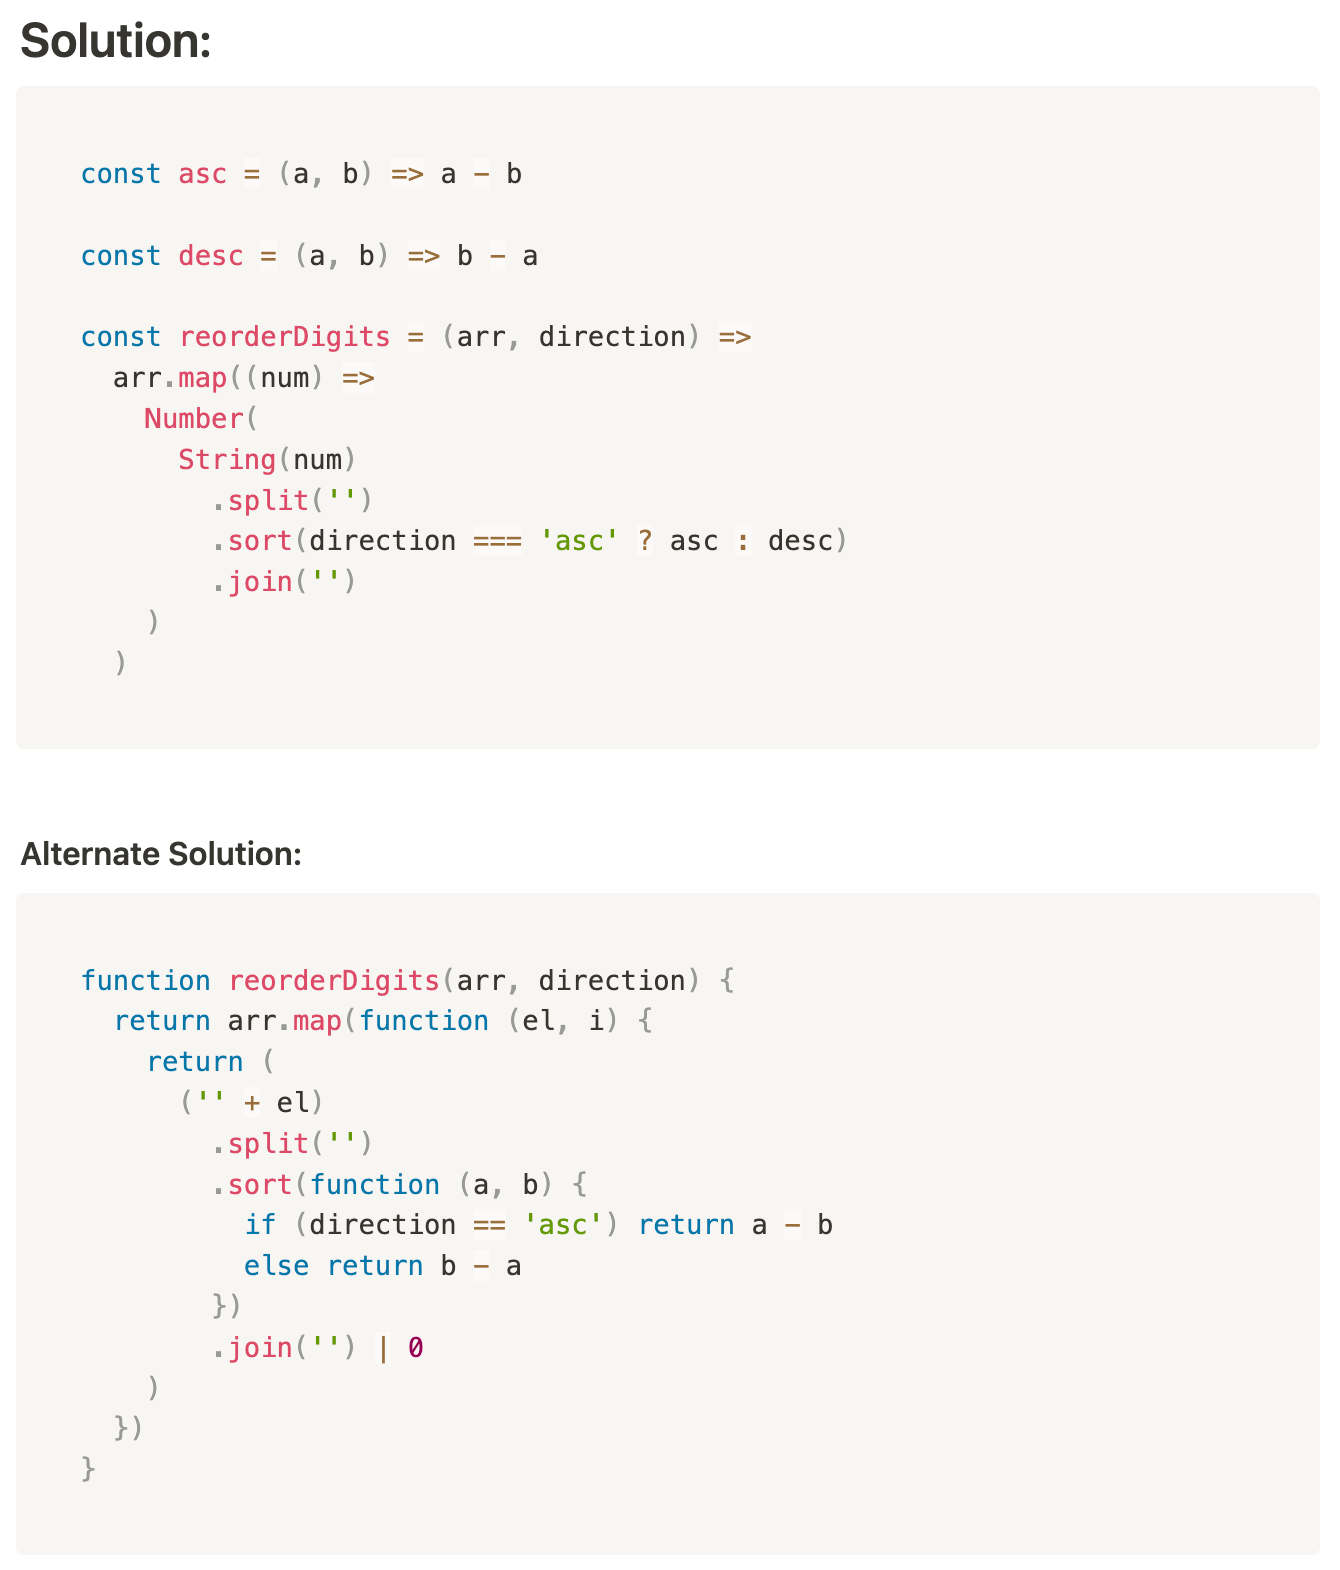 Solution:
const asc = (a, b) => a - b
const desc = (a, b) => b - a
const reorderDigits = (arr, direction) =>
  arr.map((num) =>
    Number(
      String(num)
        .split('')
        .sort(direction === 'asc' ? asc : desc)
        .join('')
    )
  )
Alternate Solution:
function reorderDigits(arr, direction) {
  return arr.map(function (el, i) {
    return (
      ('' + el)
        .split('')
        .sort(function (a, b) {
          if (direction == 'asc') return a - b
          else return b - a
        })
        .join('') | 0
    )
  })
}